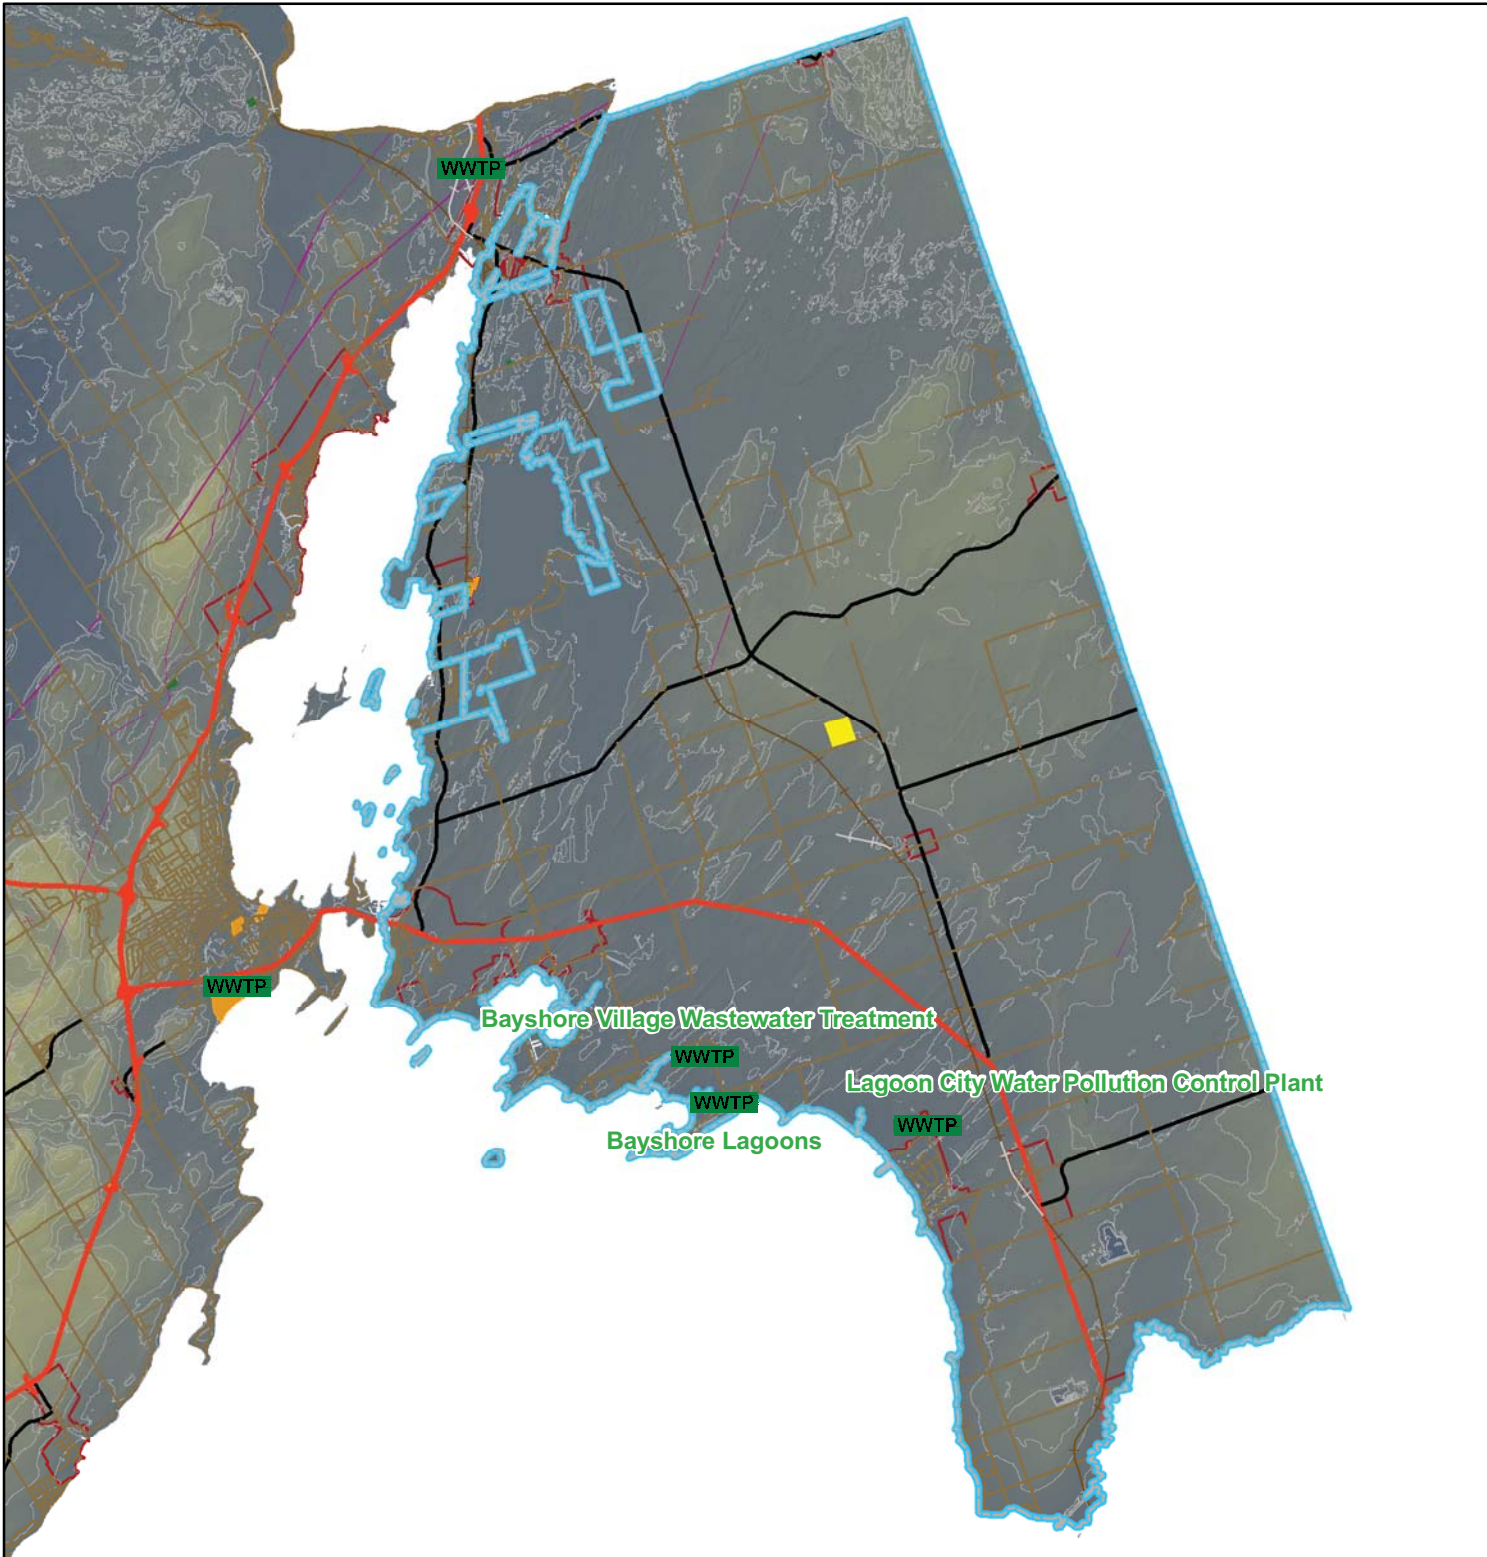 WWTP
WWTP
Bayshore Village Wastewater Treatment
WWTP
Lagoon City Water Pollution Control Plant
WWTP
WWTP
Bayshore Lagoons